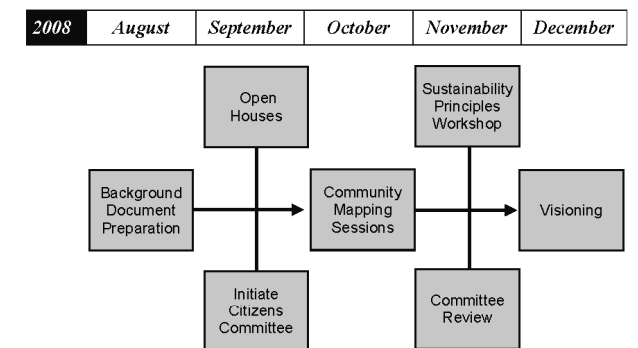 2008 August September October November December
Open
Houses
Sustainability
Principles
Workshop
Background
Document
Preparation
Community
Mapping
Sessions
Visioning
Initiate
Citizens
Committee
Committee
Review